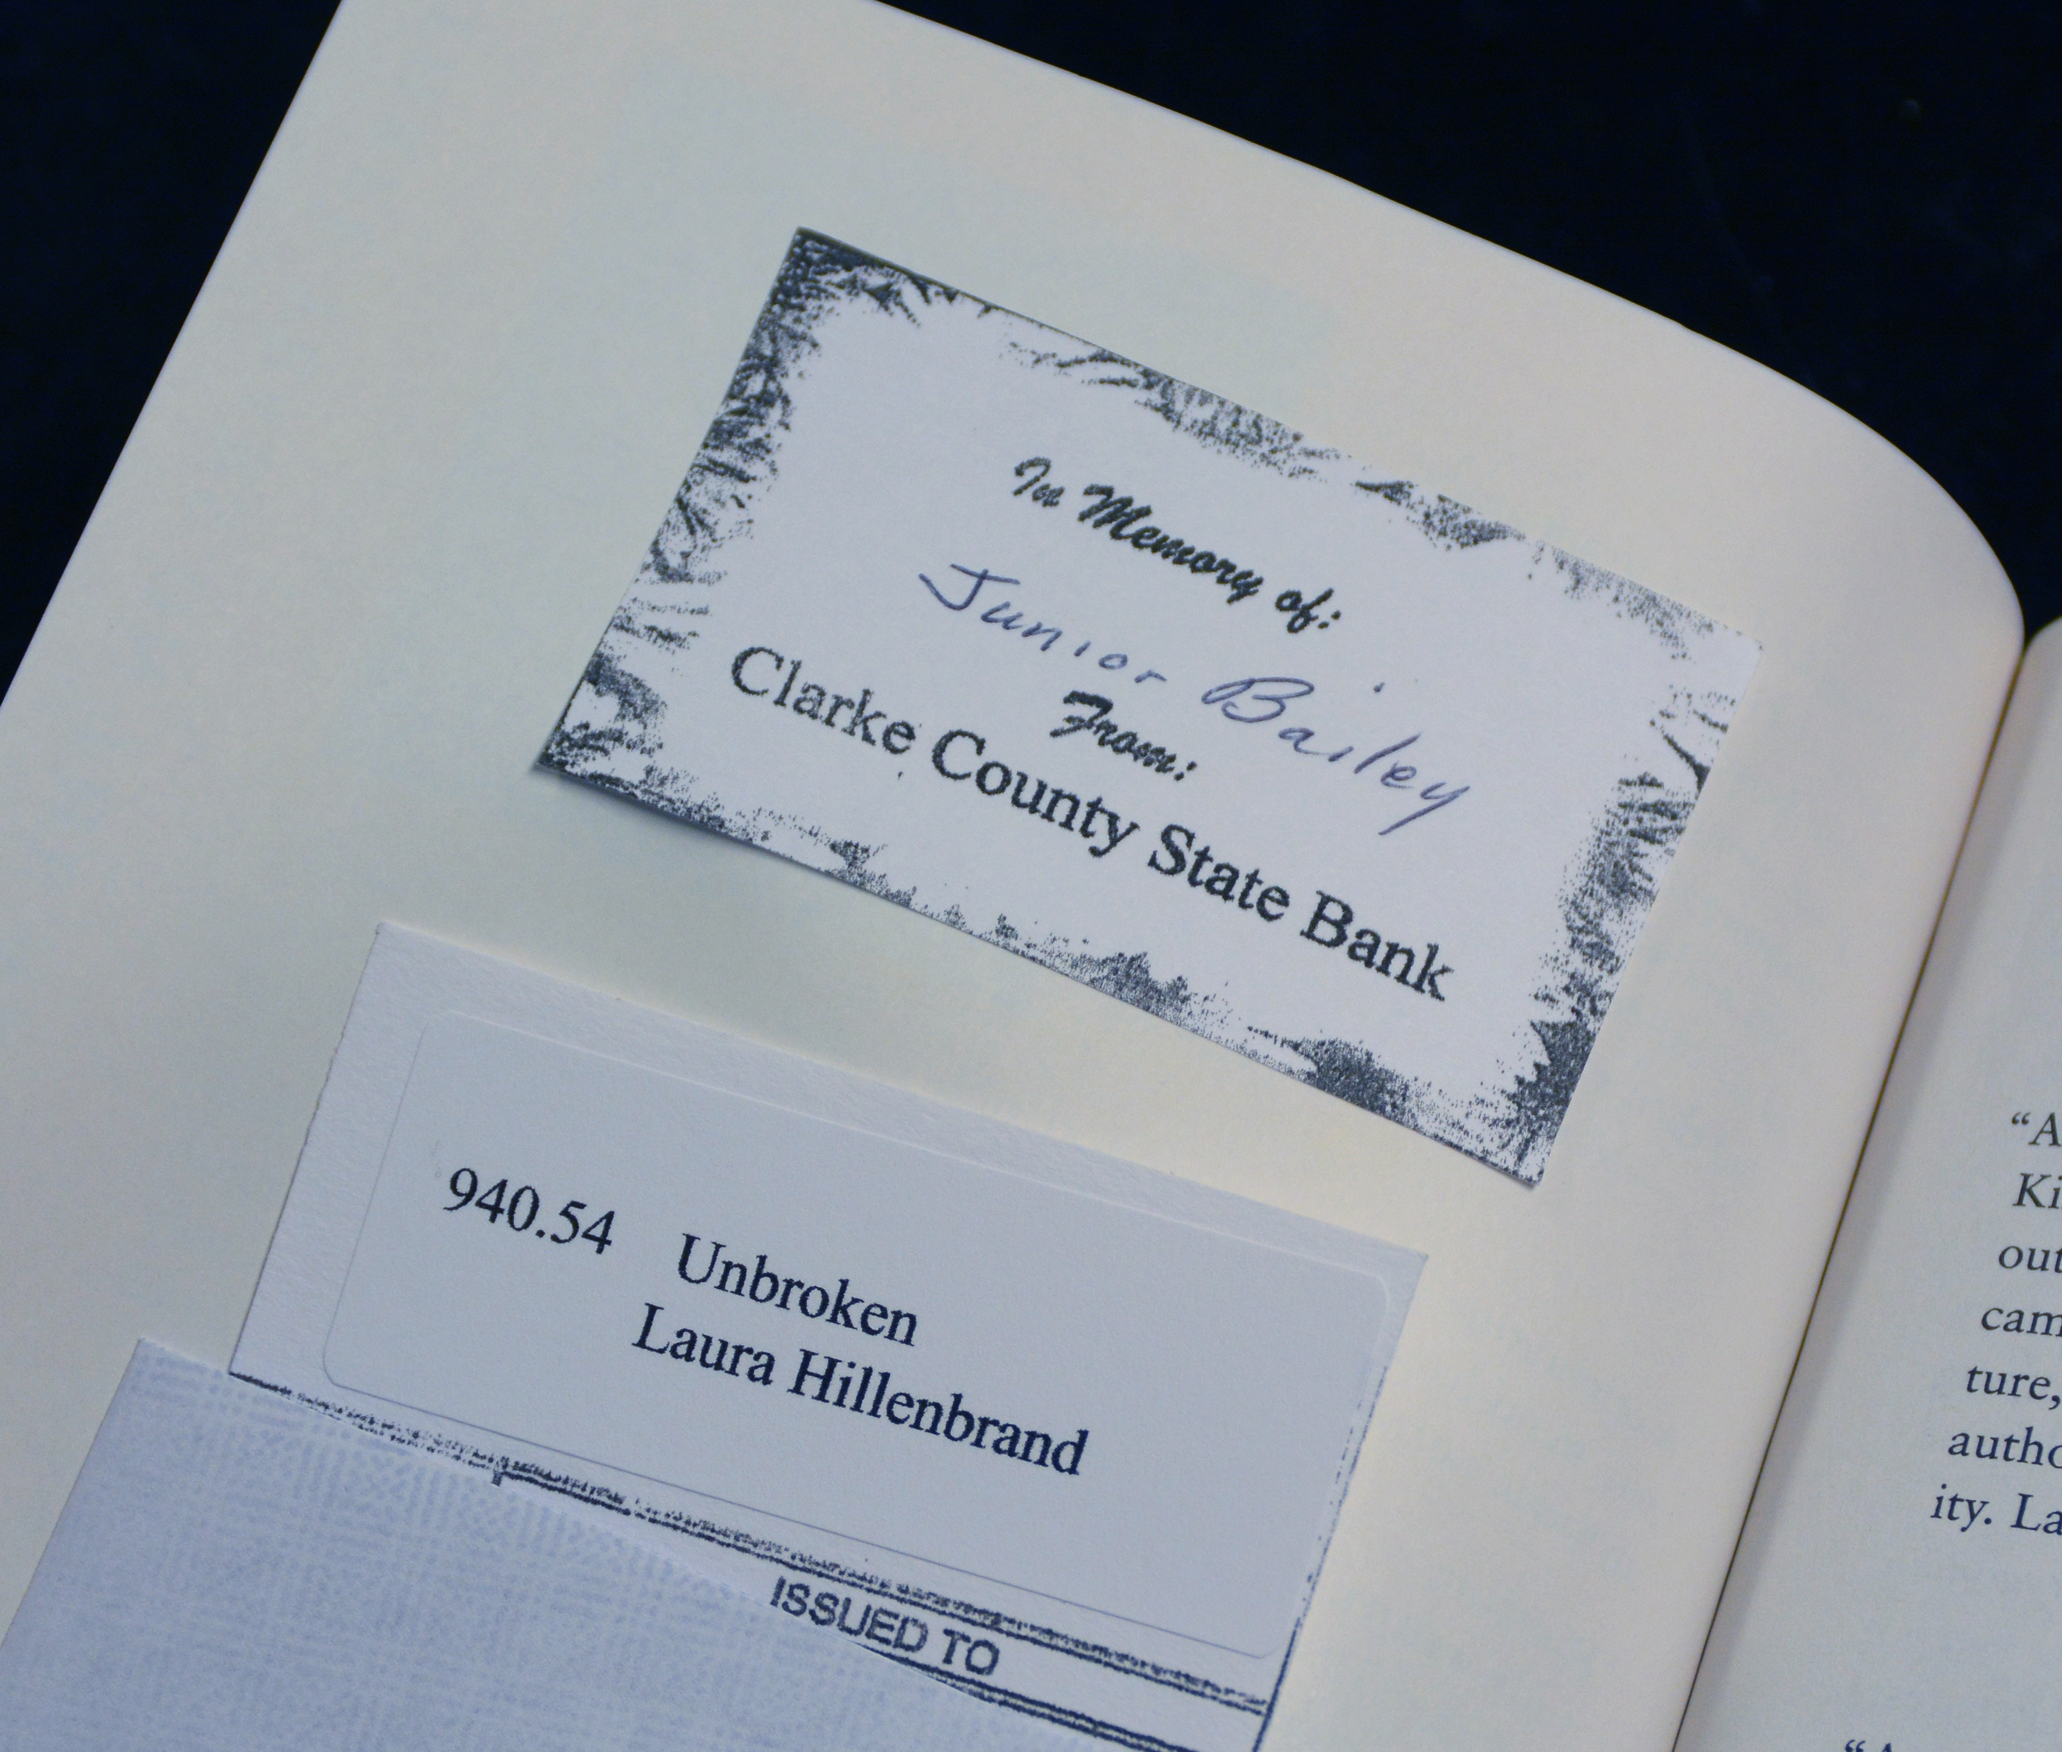 In Memory of:
Junior Bailey
From:
Clarke County State Bank
940.54 Unbroken
Laura Hillenbrand
ISSUED TO
“A
Ki
out
cam
ture,
autho
ity. La
“A